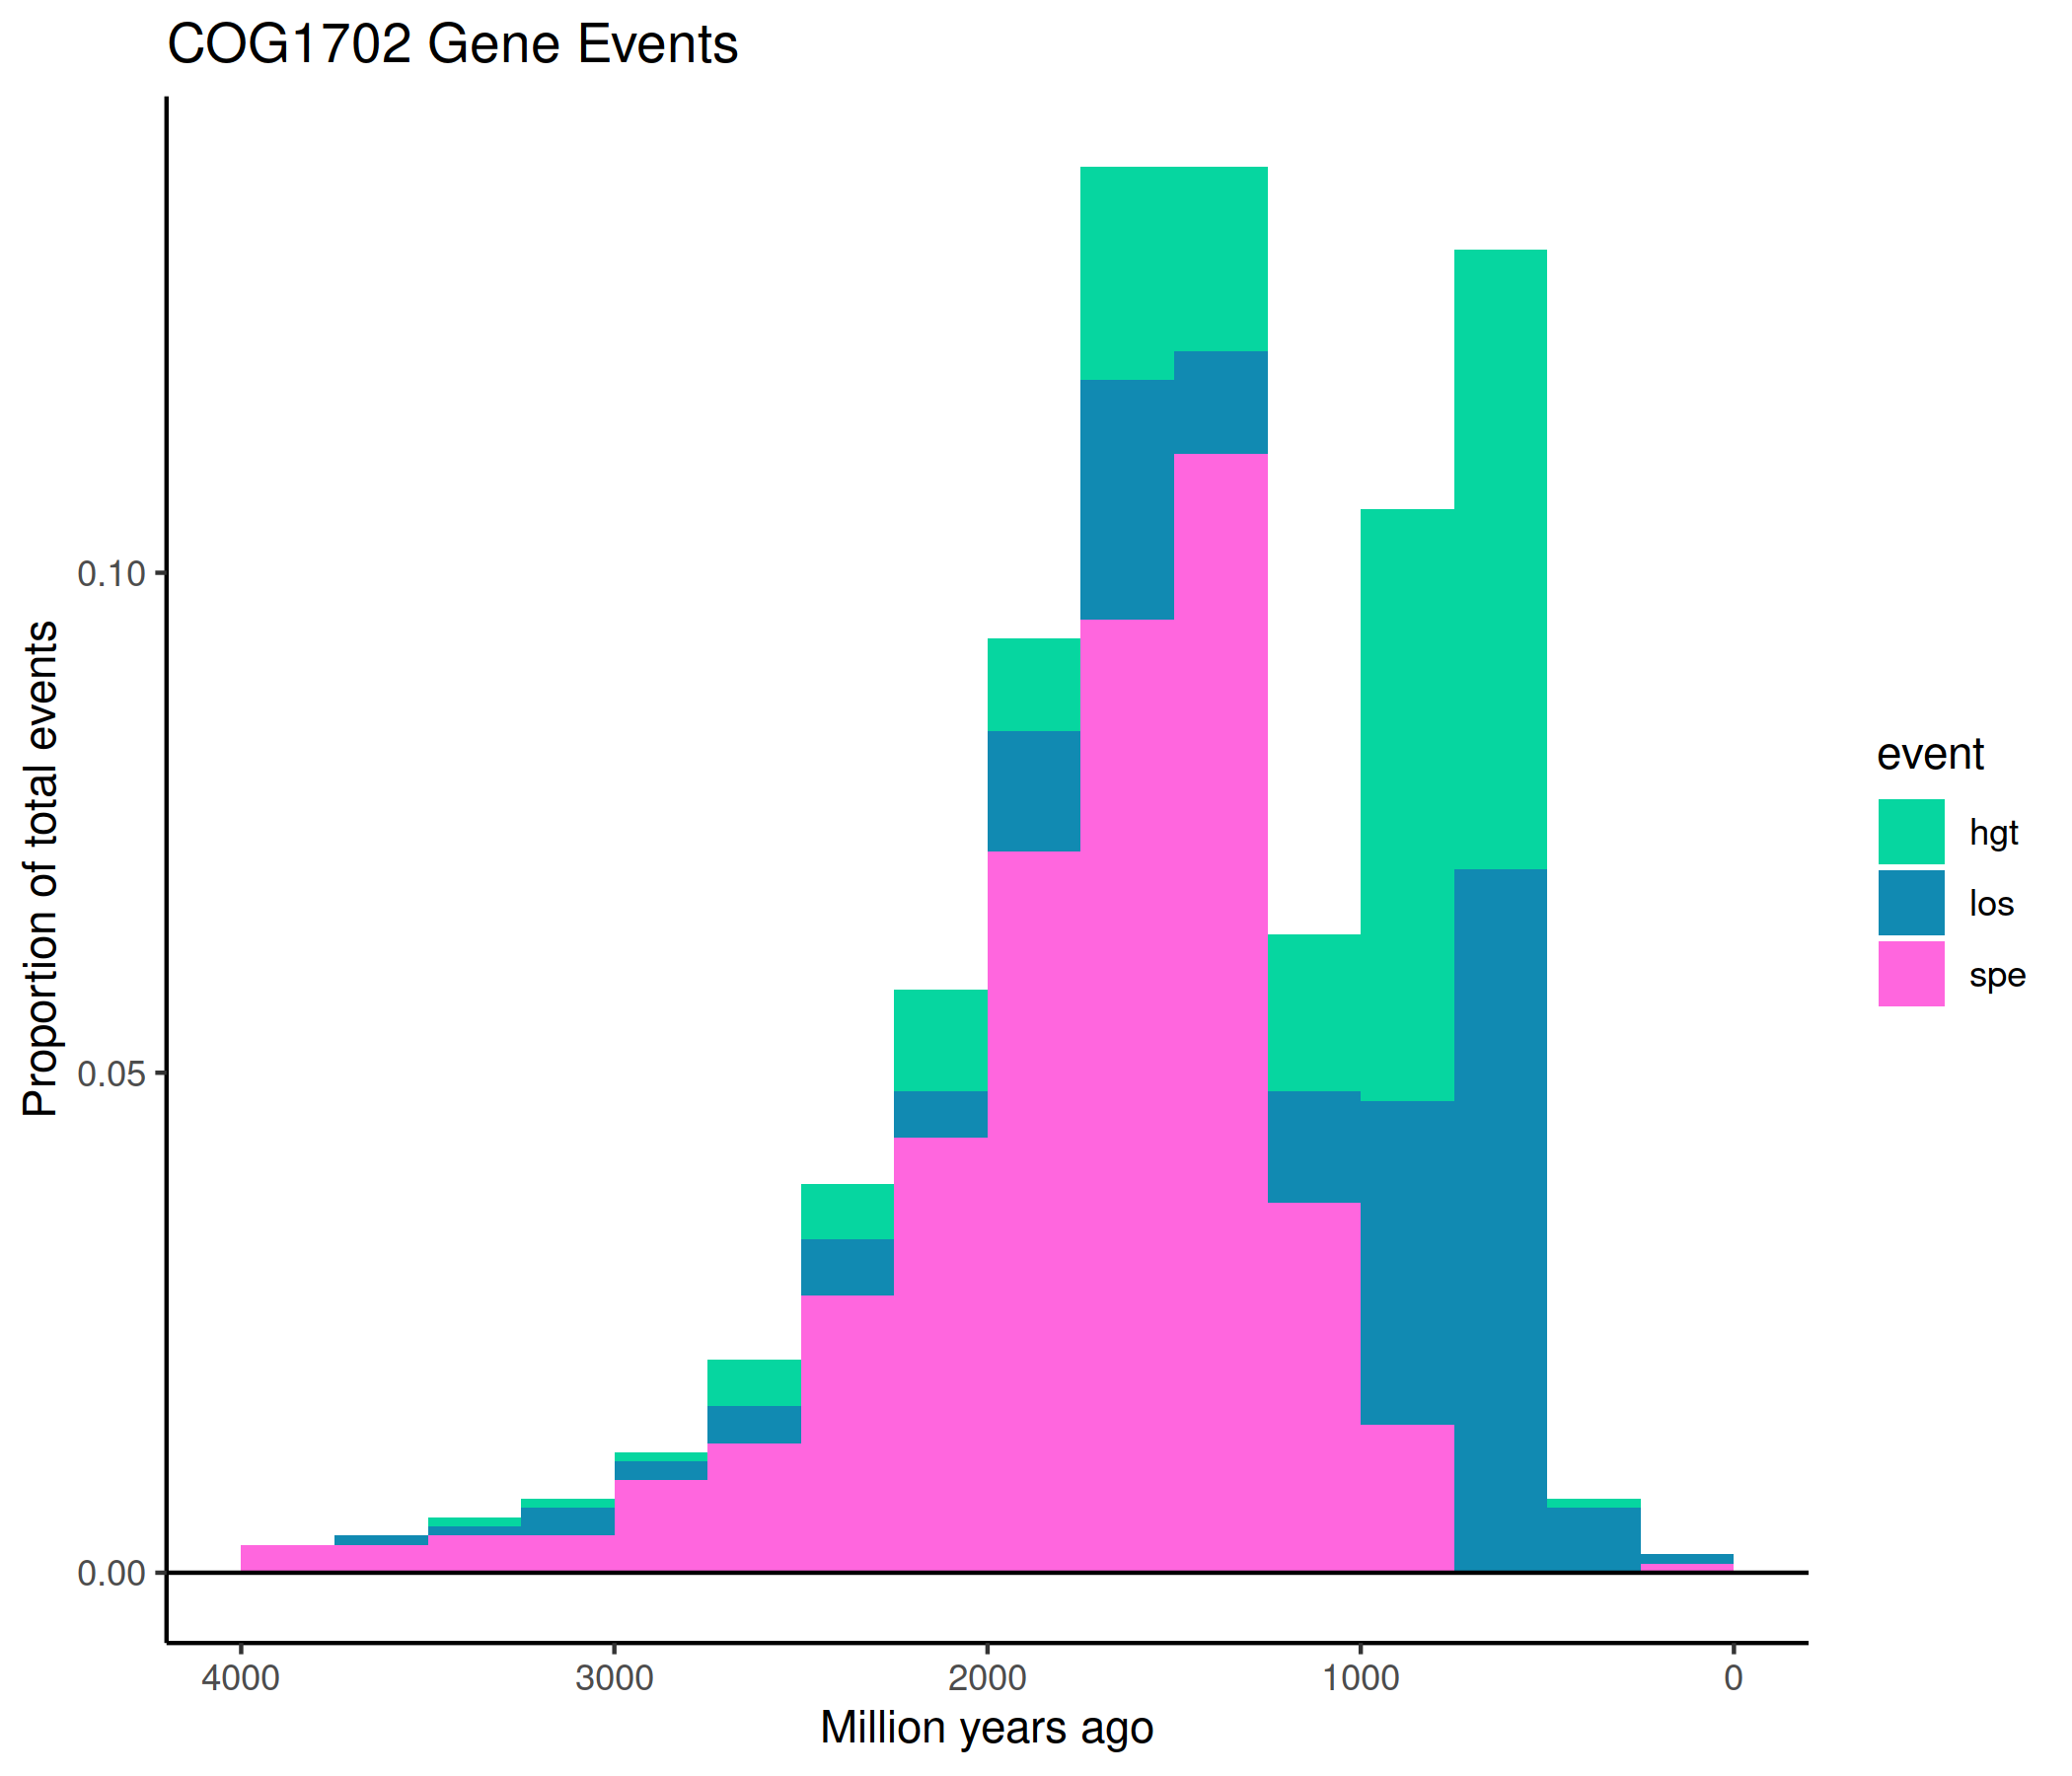 COG1702 Gene Events
Proportion of total events
0.10
0.05
0.00
4000 3000 2000 1000 0
Million years ago
event
hgt
los
spe